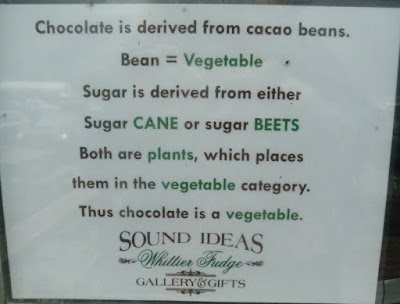 Chocolate is derived from cacao beans.
Bean = Vegetable
Sugar is derived from either
Sugar CANE or sugar BEETS
Both are plants, which places
them in the vegetable category.
Thus chocolate is a vegetable.
SOUND IDEAS
Whittier Fudge
GALLERY & GIFTS